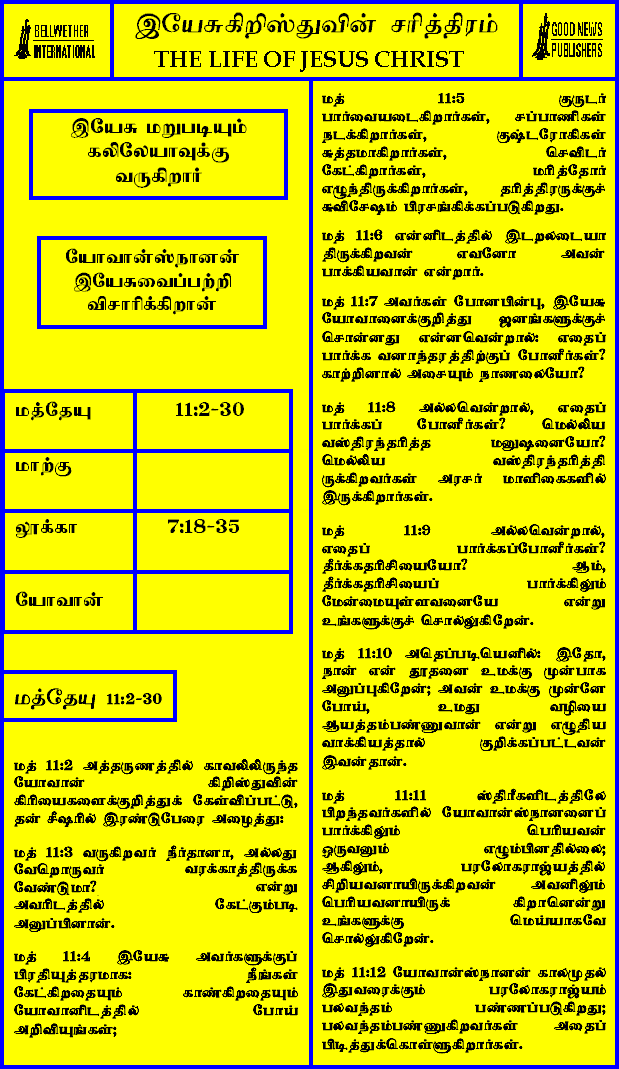 BELLWETHER
INTERNATIONAL
இயேசுகிறிஸ்துவின் சரித்திரம்
THE LIFE OF JESUS CHRIST
GOOD NEWS
PUBLISHERS
இயேசு மறுபடியும்
கலிலேயாவுக்கு
வருகிறார்
யோவான்ஸ்நானன்
இயேசுவைப்பற்றி
விசாரிக்கிறான்
மத்தேயு 11:2-30
மாற்கு
லூக்கா 7:18-35
யோவான்
மத்தேயு 11:2-30
மத் 11:2 அத்தருணத்தில் காவலிலிருந்த
யோவான் கிறிஸ்துவின்
கிரியைகளைக்குறித்துக் கேள்விப்பட்டு,
தன் சீஷரில் இரண்டுபேரை அழைத்து:
மத் 11:3 வருகிறவர் நீர்தானா, அல்லது
வேறொருவர் வரக்காத்திருக்க
வேண்டுமா? என்று
அவரிடத்தில் கேட்கும்படி
அனுப்பினான்.
மத் 11:4 இயேசு அவர்களுக்குப்
பிரதியுத்தரமாக: நீங்கள்
கேட்கிறதையும் காண்கிறதையும்
யோவானிடத்தில் போய்
அறிவியுங்கள்;
மத் 11:5 குருடர்
பார்வையடைகிறார்கள், சப்பாணிகள்
நடக்கிறார்கள், குஷ்டரோகிகள்
சுத்தமாகிறார்கள், செவிடர்
கேட்கிறார்கள், மரித்தோர்
எழுந்திருக்கிறார்கள், தரித்திரருக்குச்
சுவிசேஷம் பிரசங்கிக்கப்படுகிறது.
மத் 11:6 என்னிடத்தில் இடறலடையா
திருக்கிறவன் எவனோ அவன்
பாக்கியவான் என்றார்.
மத் 11:7 அவர்கள் போனபின்பு, இயேசு
யோவானைக்குறித்து ஜனங்களுக்குச்
சொன்னது என்னவென்றால்: எதைப்
பார்க்க வனாந்தரத்திற்குப் போனீர்கள்?
காற்றினால் அசையும் நாணலையோ?
மத் 11:8 அல்லவென்றால், எதைப்
பார்க்கப் போனீர்கள்? மெல்லிய
வஸ்திரந்தரித்த மனுஷனையோ?
மெல்லிய வஸ்திரந்தரித்தி
ருக்கிறவர்கள் அரசர் மாளிகைகளில்
இருக்கிறார்கள்.
மத் 11:9 அல்லவென்றால்,
எதைப் பார்க்கப்போனீர்கள்?
தீர்க்கதரிசியையோ? ஆம்,
தீர்க்கதரிசியைப் பார்க்கிலும்
மேன்மையுள்ளவனையே என்று
உங்களுக்குச் சொல்லுகிறேன்.
மத் 11:10 அதெப்படியெனில்: இதோ,
நான் என் தூதனை உமக்கு முன்பாக
அனுப்புகிறேன்; அவன் உமக்கு முன்னே
போய், உமது வழியை
ஆயத்தம்பண்ணுவான் என்று எழுதிய
வாக்கியத்தால் குறிக்கப்பட்டவன்
இவன்தான்.
மத் 11:11 ஸ்திரீகளிடத்திலே
பிறந்தவர்களில் யோவான்ஸ்நானனைப்
பார்க்கிலும் பெரியவன்
ஒருவனும் எழும்பினதில்லை;
ஆகிலும், பரலோகராஜ்யத்தில்
சிறியவனாயிருக்கிறவன் அவனிலும்
பெரியவனாயிருக் கிறானென்று
உங்களுக்கு மெய்யாகவே
சொல்லுகிறேன்.
மத் 11:12 யோவான்ஸ்நானன் காலமுதல்
இதுவரைக்கும் பரலோகராஜ்யம்
பலவந்தம் பண்ணப்படுகிறது;
பலவந்தம்பண்ணுகிறவர்கள் அதைப்
பிடித்துக்கொள்ளுகிறார்கள்.